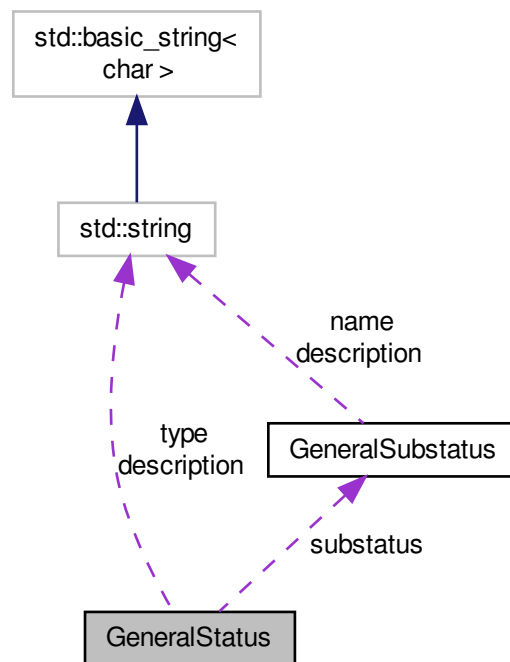 std::basic_string<
char >
std::string
name
description
type
description
GeneralSubstatus
substatus
GeneralStatus